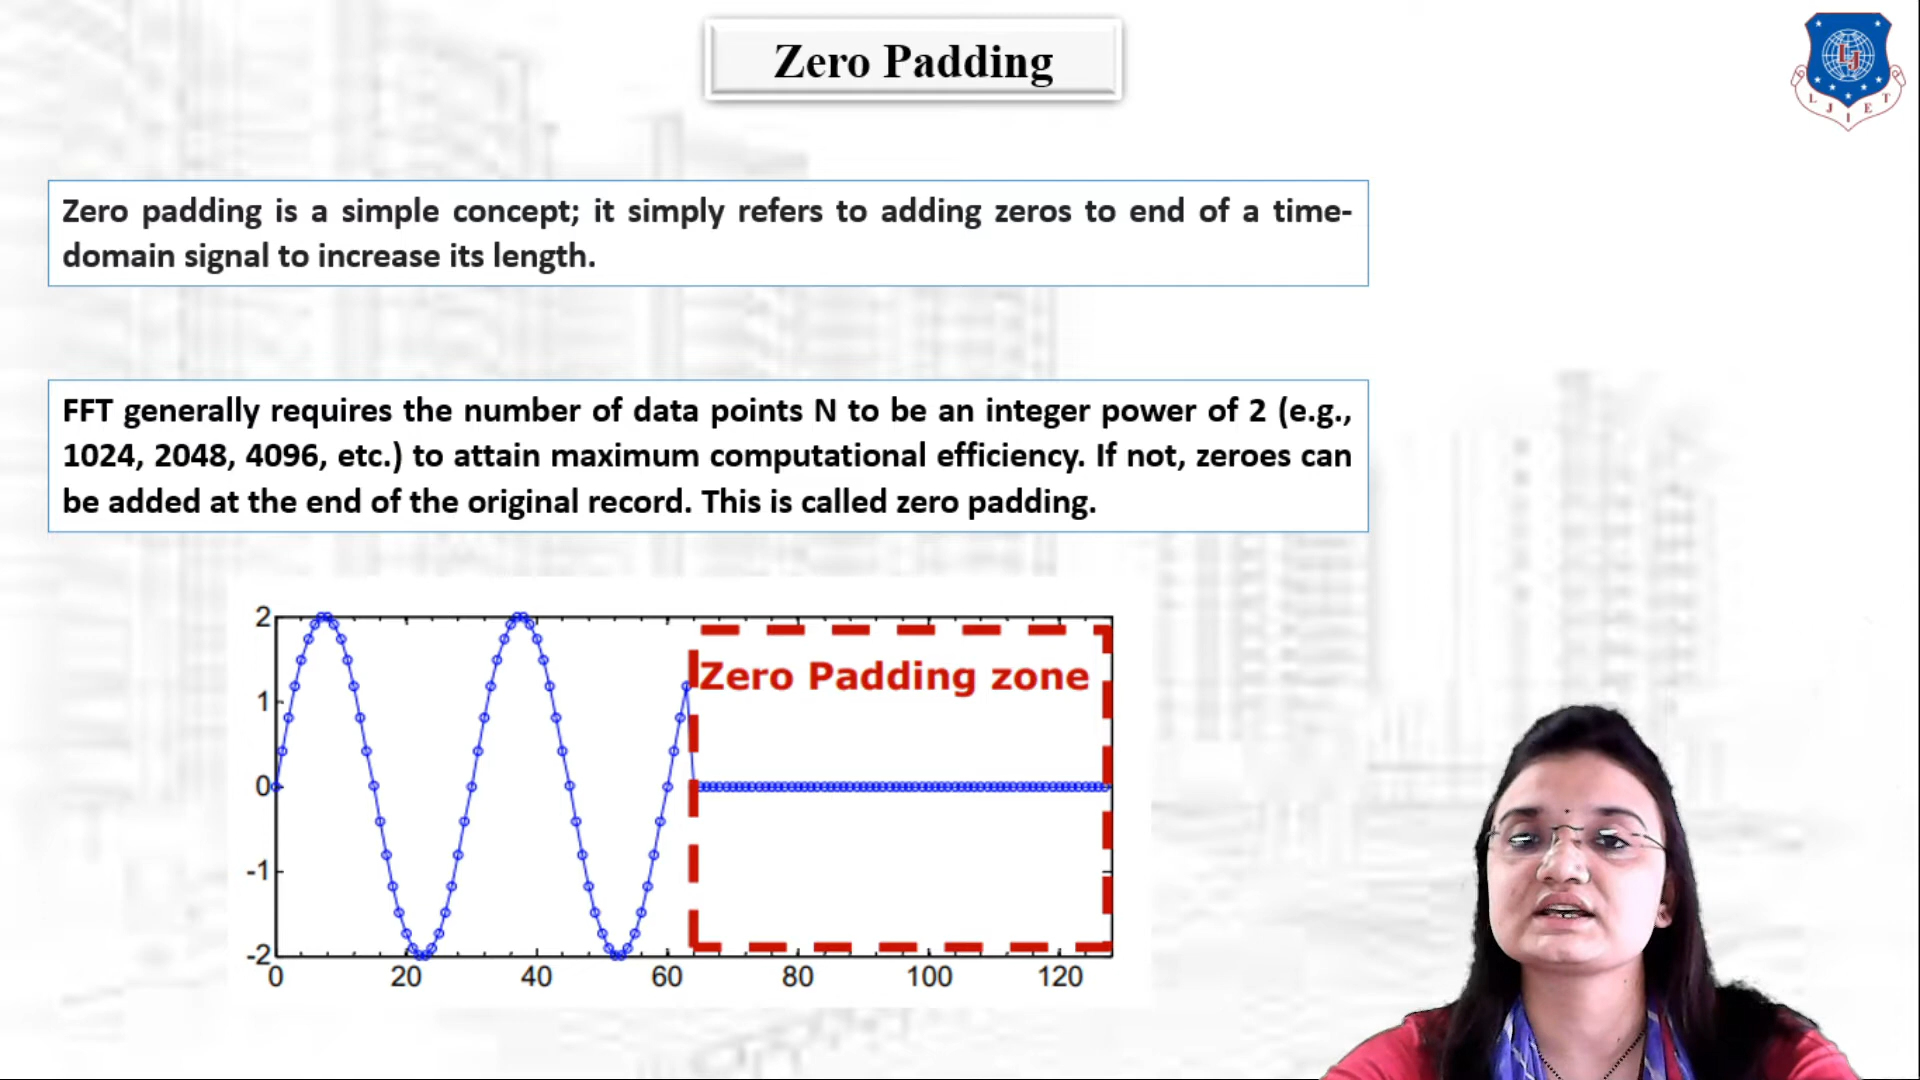 Zero Padding
L J I E T
LJ
Zero padding is a simple concept; it simply refers to adding zeros to end of a time-
domain signal to increase its length.
FFT generally requires the number of data points N to be an integer power of 2 (e.g.,
1024, 2048, 4096, etc.) to attain maximum computational efficiency. If not, zeroes can
be added at the end of the original record. This is called zero padding.
2
Zero Padding zone
1
0
-1
-2
0 20 40 60 80 100 120